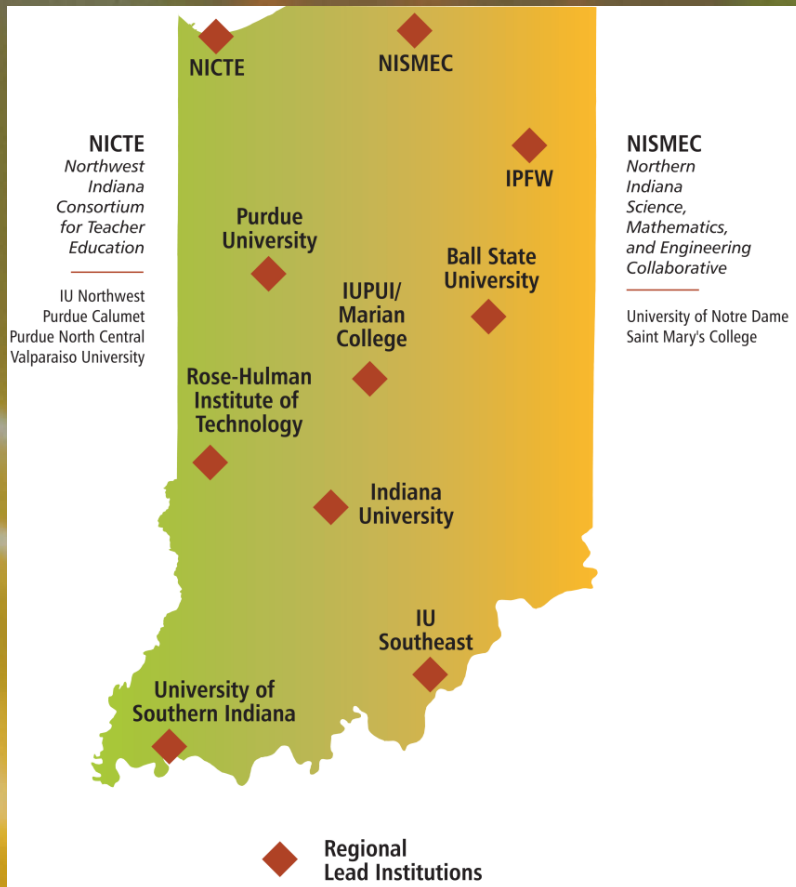 NICTE
NISMEC
NICTE
Northwest
Indiana
Consortium
for Teacher
Education
IU Northwest
Purdue Calumet
Purdue North Central
Valparaiso University
NISMEC
Northern
Indiana
Science,
Mathematics,
and Engineering
Collaborative
University of Notre Dame
Saint Mary's College
IPFW
Purdue
University
Ball State
University
IUPUI/
Marian
College
Rose-Hulman
Institute of
Technology
Indiana
University
IU
Southeast
University of
Southern Indiana
Regional
Lead Institutions